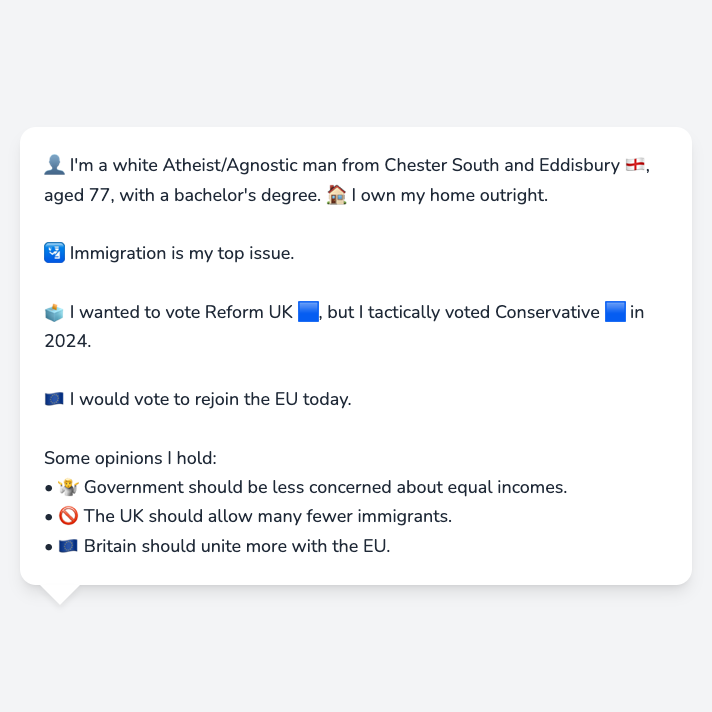 👤 I'm a white Atheist/Agnostic man from Chester South and Eddisbury 🏴󠁧󠁢󠁥󠁮󠁧󠁿,
aged 77, with a bachelor's degree. 🏠 I own my home outright.
🛂 Immigration is my top issue.
🗳️ I wanted to vote Reform UK 🟦, but I tactically voted Conservative 🟦 in
2024.
🇪🇺 I would vote to rejoin the EU today.
Some opinions I hold:
• 🤷 Government should be less concerned about equal incomes.
• 🚫 The UK should allow many fewer immigrants.
• 🇪🇺 Britain should unite more with the EU.